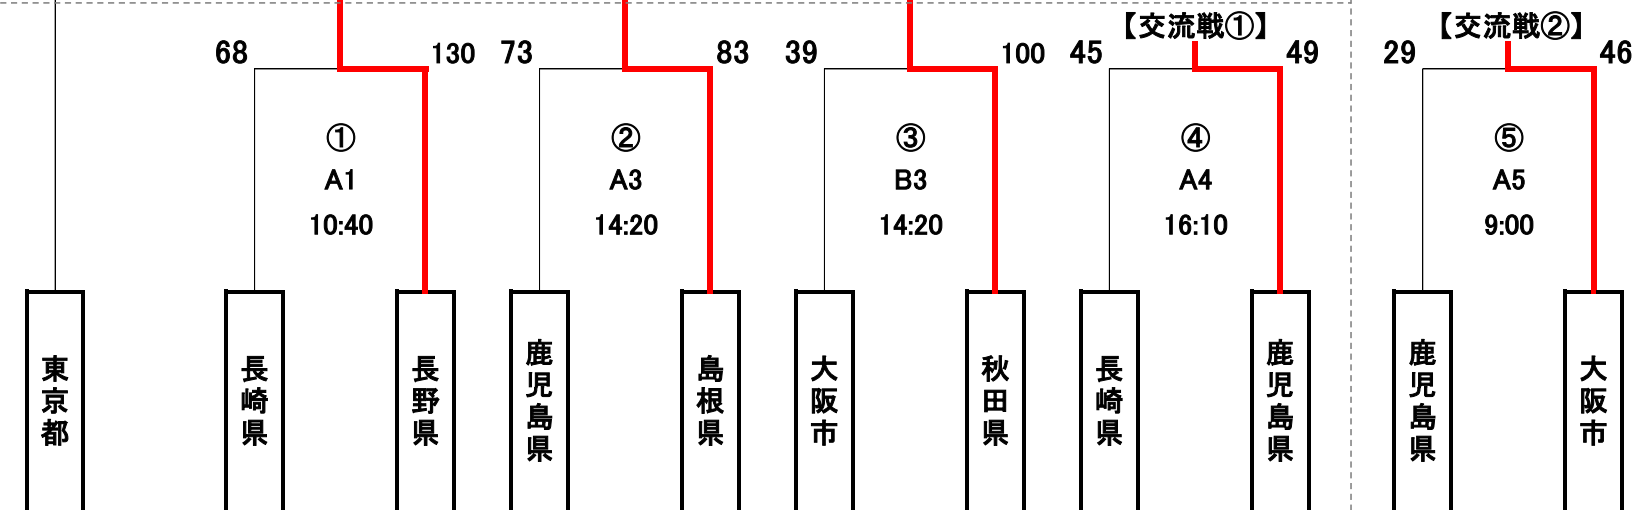 【交流戦①】
【交流戦②】
68
130
73
83
39
100
45
49
29
46
①
A1
10:40
②
A3
14:20
③
B3
14:20
④
A4
16:10
⑤
A5
9:00
東京都
長崎県
長野県
鹿児島県
島根県
大阪市
秋田県
長崎県
鹿児島県
鹿児島県
大阪市